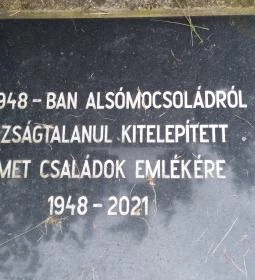 948 – BAN ALSÓMOCSOLÁDRÓL
ZSÁGTALANUL KITELEPÍTETT
MET CSALÁDOK EMLÉKÉRE
1948 – 2021